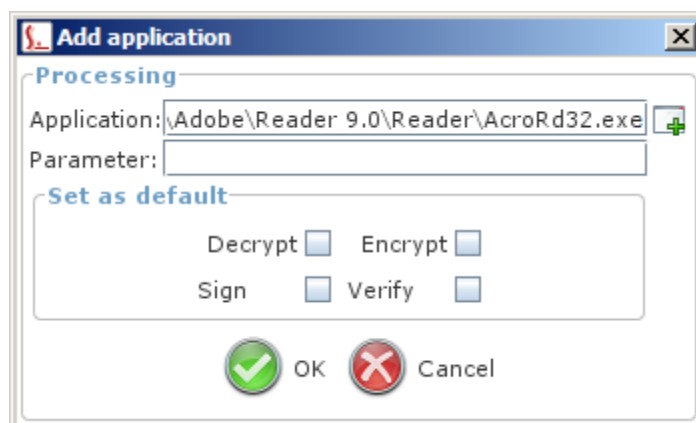 Add application
Processing
Application: \Adobe\Reader 9.0\Reader\AcroRd32.exe
Parameter:
Set as default
Decrypt Encrypt
Sign Verify
OK Cancel